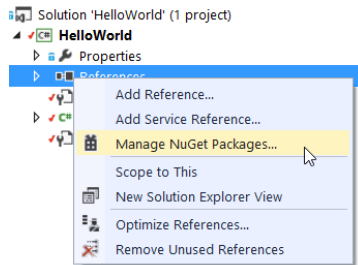 Solution 'HelloWorld' (1 project)
C# HelloWorld
Properties
References
Add Reference...
Add Service Reference...
C#
Manage NuGet Packages...
Scope to This
New Solution Explorer View
Optimize References...
Remove Unused References